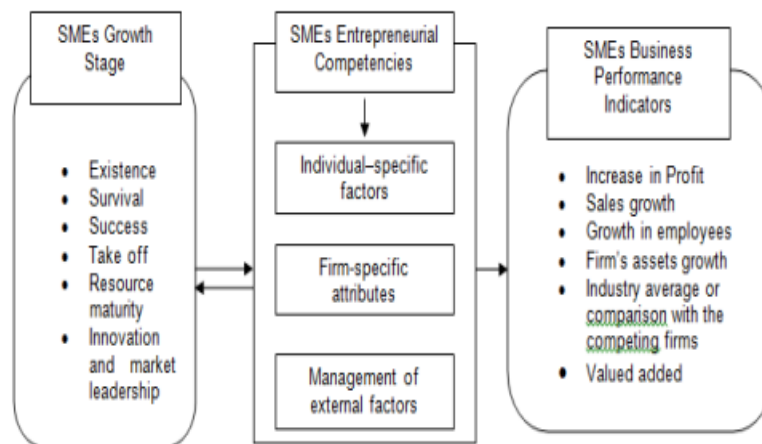 SMEs Growth
Stage
Existence
Survival
Success
Take off
Resource
maturity
Innovation
and market
leadership
SMEs Entrepreneurial
Competencies
Individual–specific
factors
Firm-specific
attributes
Management of
external factors
SMEs Business
Performance
Indicators
Increase in Profit
Sales growth
Growth in employees
Firm's assets growth
Industry average or
comparison with the
competing firms
Valued added